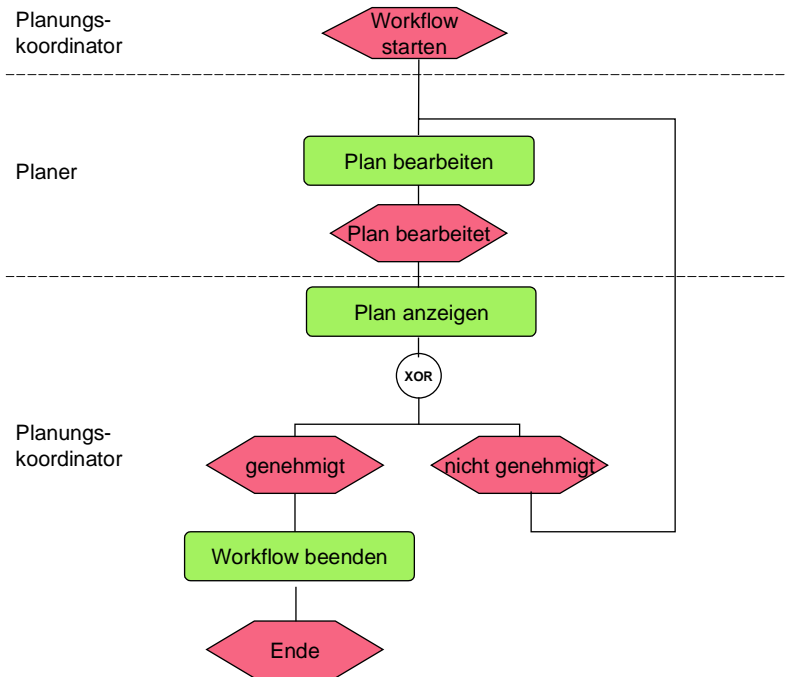 Planungs-
koordinator
Workflow
starten
Plan bearbeiten
Planer
Plan bearbeitet
Plan anzeigen
XOR
Planungs-
koordinator
genehmigt
nicht genehmigt
Workflow beenden
Ende